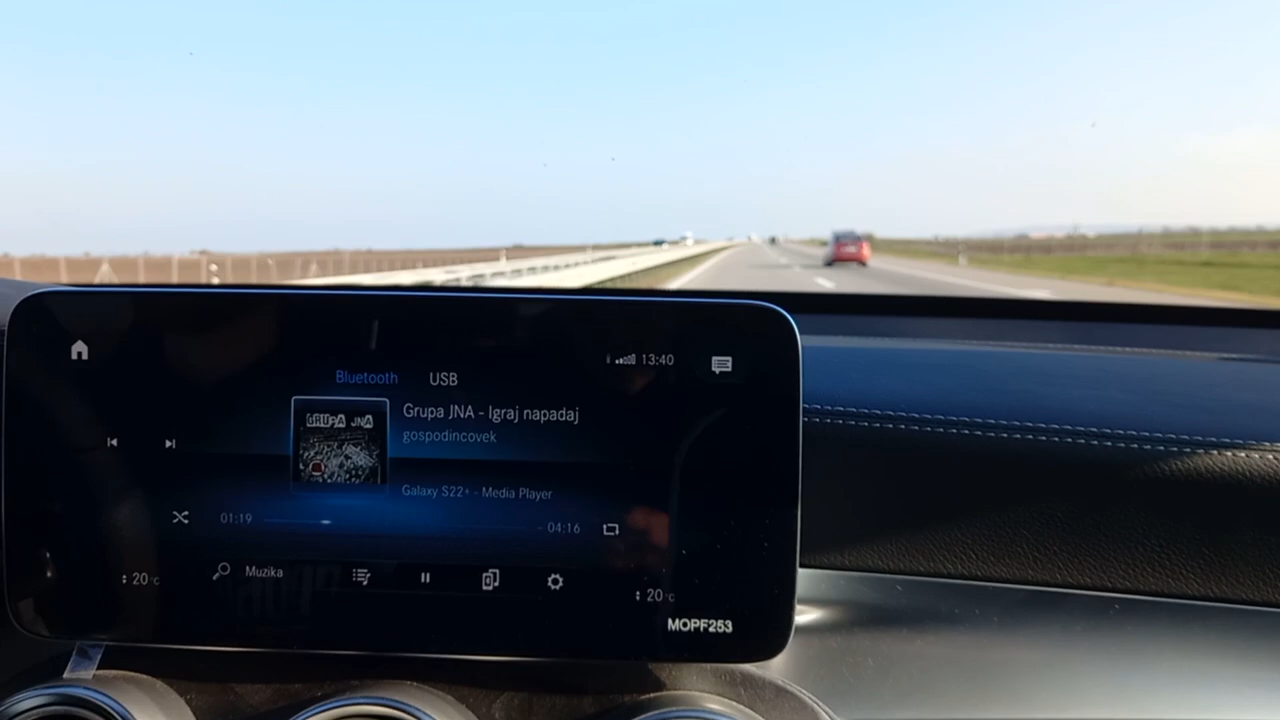 13:40
Bluetooth USB
GRUPA JNA
Grupa JNA - Igraj napadaj
gospodincovek
Galaxy S22+ - Media Player
01:19
- 04:16
Muzika
20°C
20°C
MOPF253